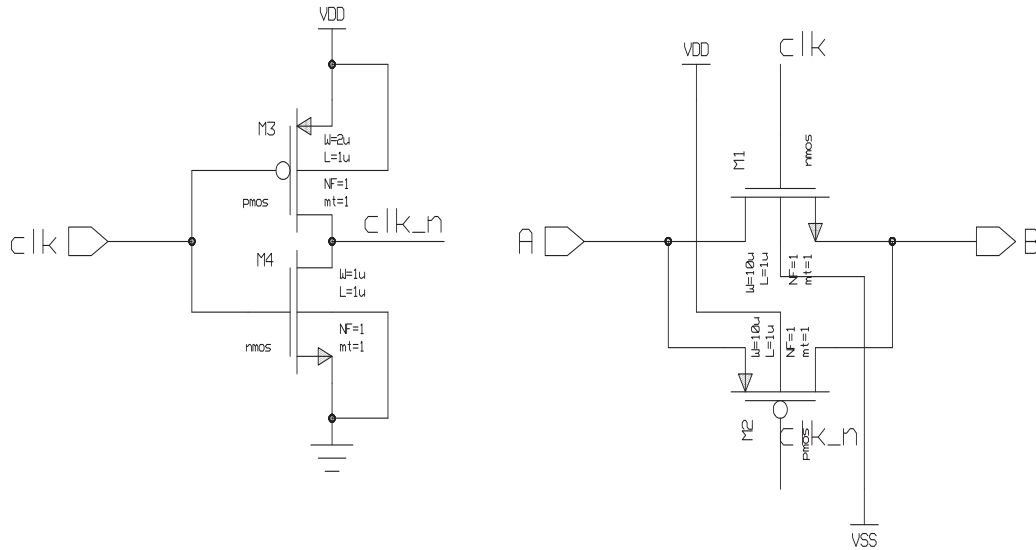 VDD
M3
W=2u
L=1u
NF=1
mt=1
pmos
clk
clk_n
M4
W=1u
L=1u
NF=1
mt=1
nmos
VDD
clk
M1
nmos
A
B
W=10u
L=1u
NF=1
mt=1
W=10u
L=1u
NF=1
mt=1
M2
clk_n
pmos
VSS